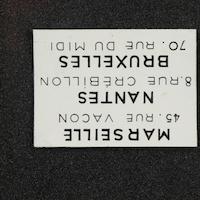 MARSEILLE
45. RUE VACON
NANTES
8. RUE CRÉBILLON
BRUXELLES
70. RUE DU MIDI